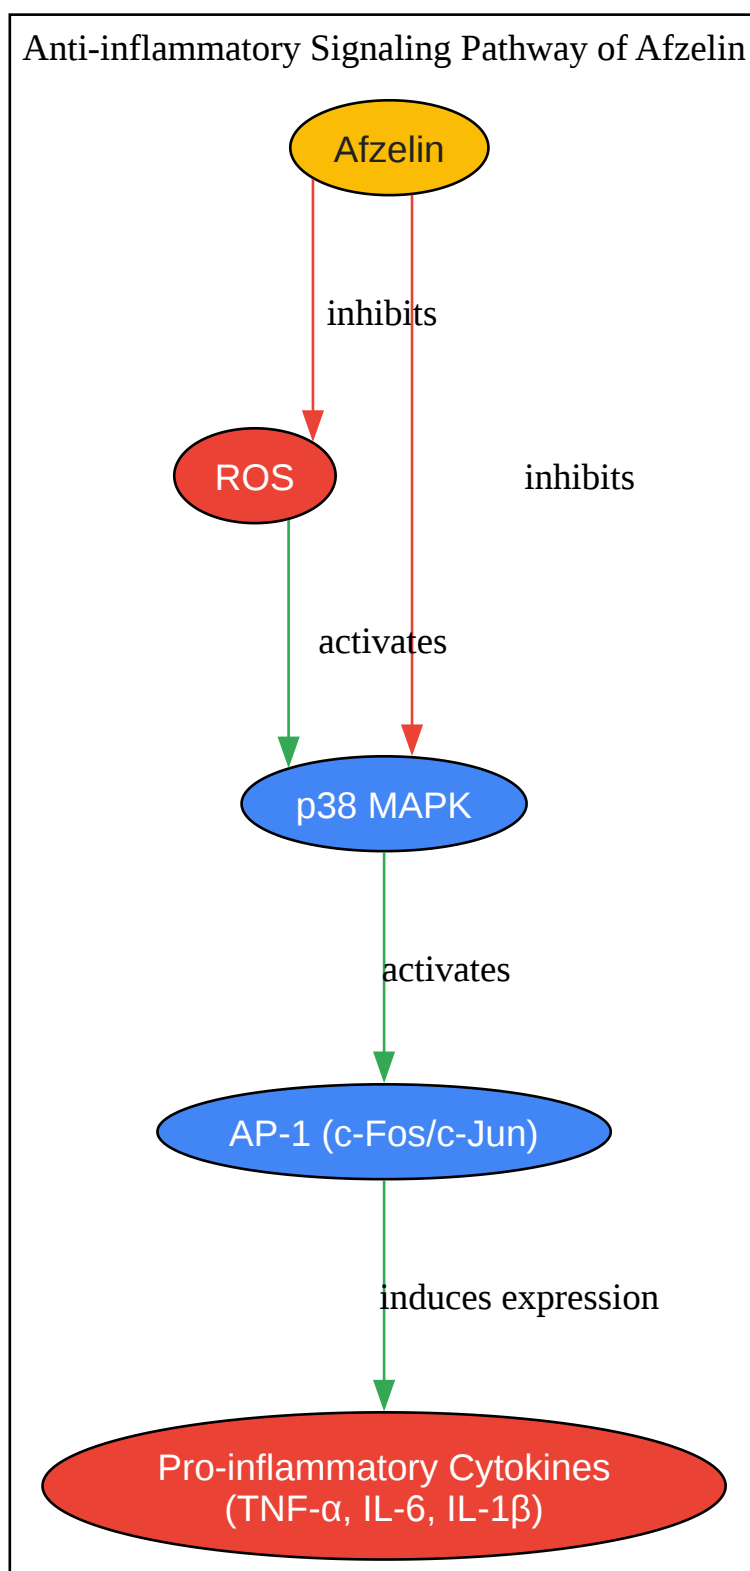 Anti-inflammatory Signaling Pathway of Afzelin
Afzelin
inhibits
ROS
inhibits
activates
p38 MAPK
activates
AP-1 (c-Fos/c-Jun)
induces expression
Pro-inflammatory Cytokines
(TNF-α, IL-6, IL-1β)